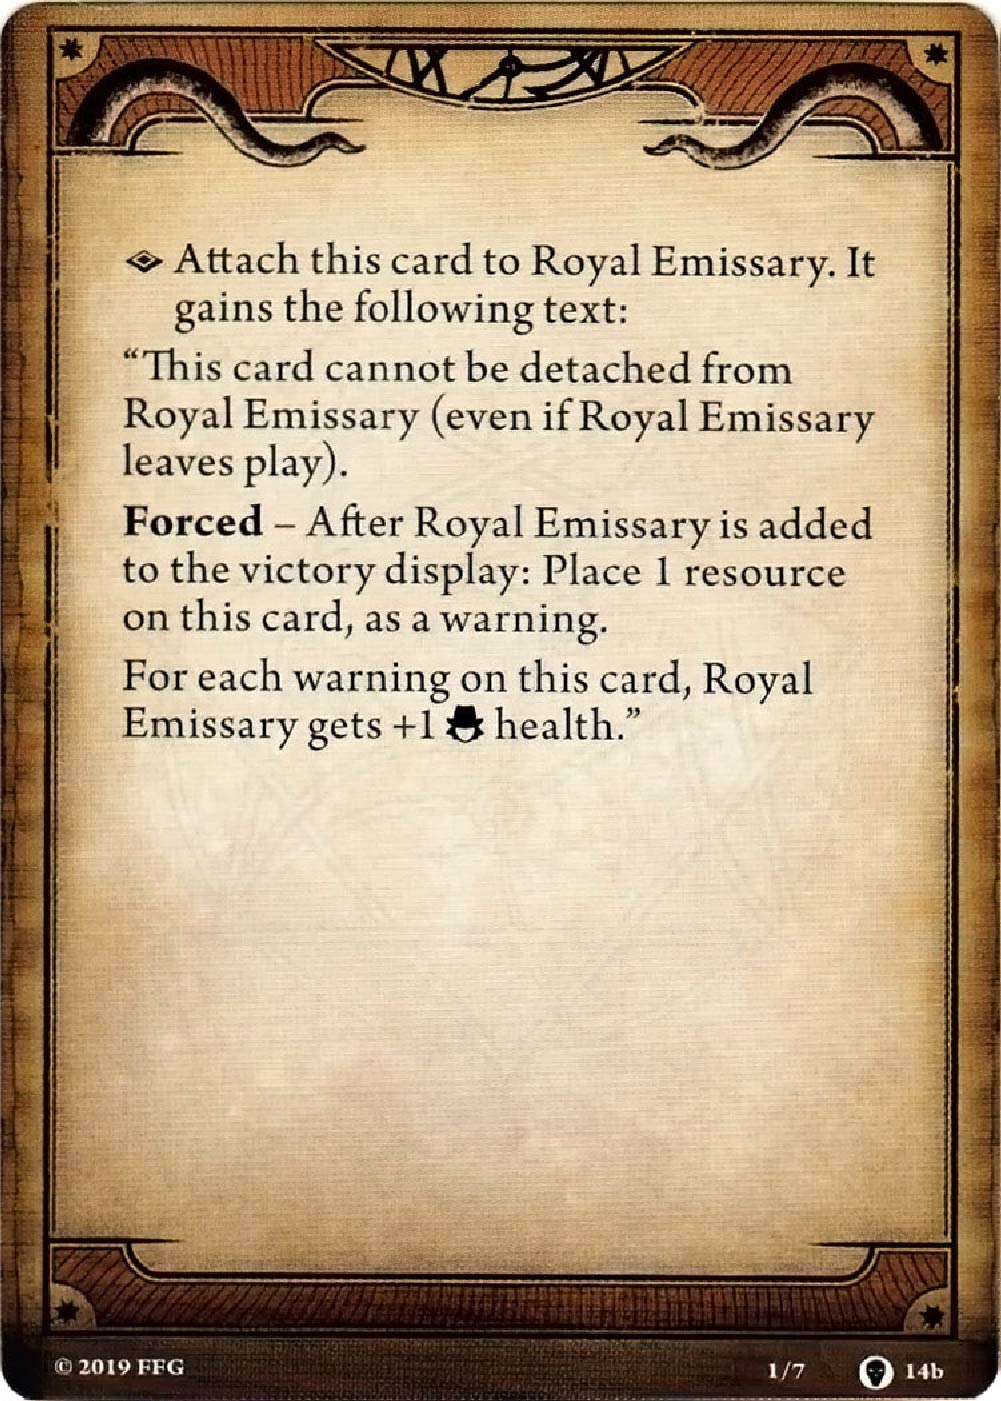 Attach this card to Royal Emissary. It
gains the following text:
“This card cannot be detached from
Royal Emissary (even if Royal Emissary
leaves play).
Forced – After Royal Emissary is added
to the victory display: Place 1 resource
on this card, as a warning.
For each warning on this card, Royal
Emissary gets +1 health.”
© 2019 FFG
1/7
14b